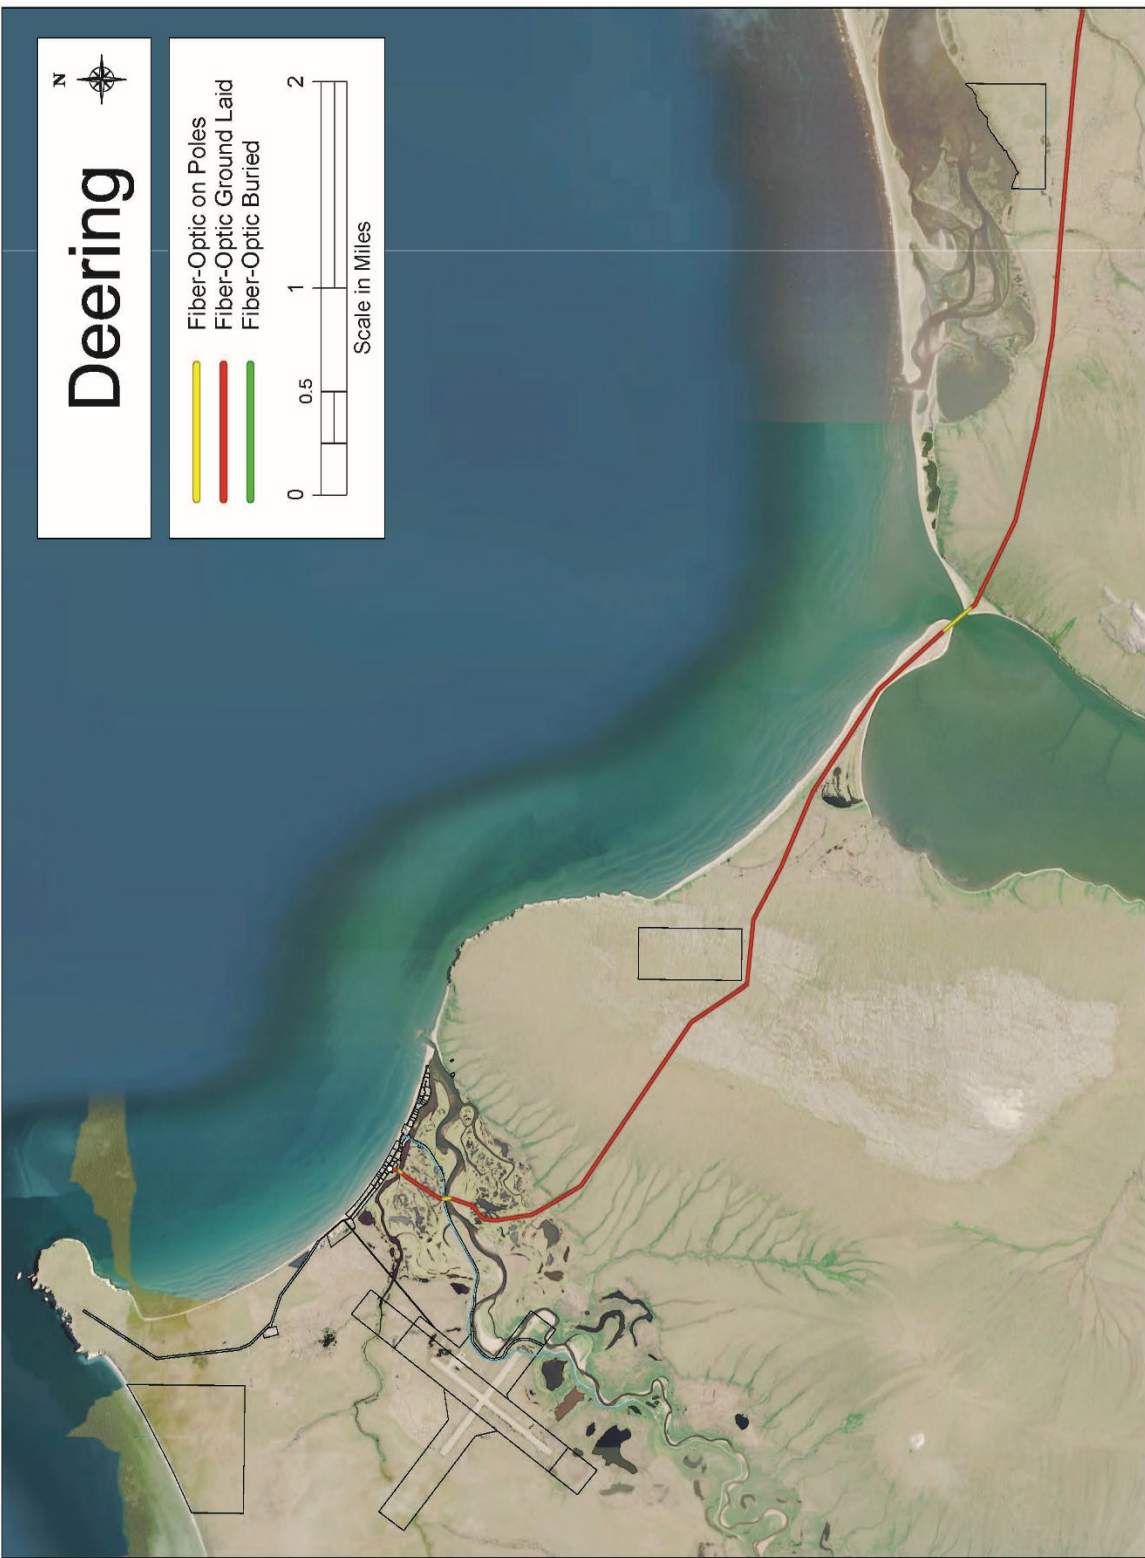 N
Deering
Fiber-Optic on Poles
Fiber-Optic Ground Laid
Fiber-Optic Buried
0 0.5 1 2
Scale in Miles